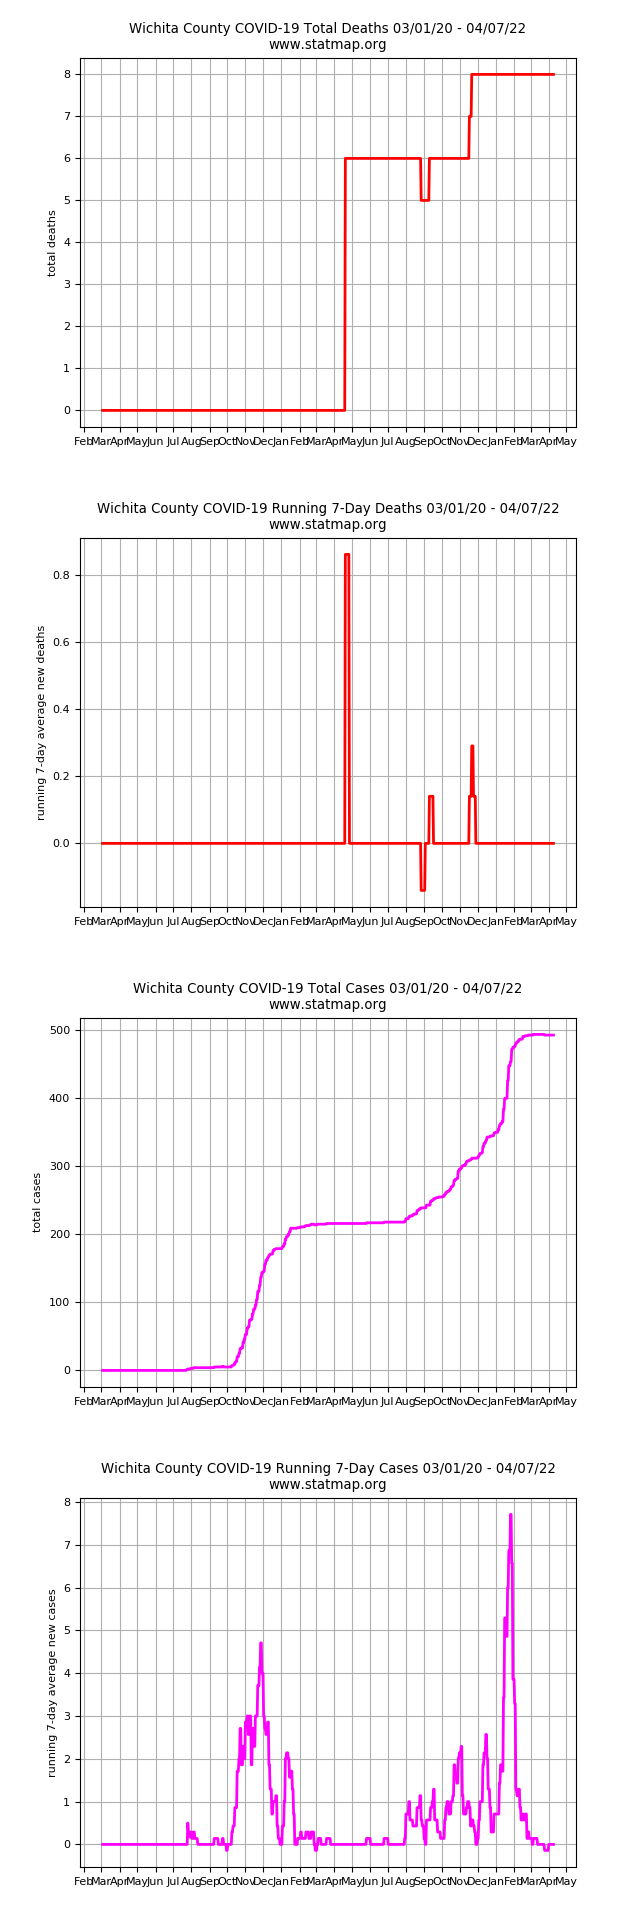 Wichita County COVID-19 Total Deaths 03/01/20 - 04/07/22
www.statmap.org
8
7
6
5
4
3
2
1
0
total deaths
Feb Mar Apr May Jun Jul Aug Sep Oct Nov Dec Jan Feb Mar Apr May Jun Jul Aug Sep Oct Nov Dec Jan Feb Mar Apr May
Wichita County COVID-19 Running 7-Day Deaths 03/01/20 - 04/07/22
www.statmap.org
0.8
0.6
0.4
0.2
0.0
running 7-day average new deaths
Feb Mar Apr May Jun Jul Aug Sep Oct Nov Dec Jan Feb Mar Apr May Jun Jul Aug Sep Oct Nov Dec Jan Feb Mar Apr May
Wichita County COVID-19 Total Cases 03/01/20 - 04/07/22
www.statmap.org
500
400
300
200
100
0
total cases
Feb Mar Apr May Jun Jul Aug Sep Oct Nov Dec Jan Feb Mar Apr May Jun Jul Aug Sep Oct Nov Dec Jan Feb Mar Apr May
Wichita County COVID-19 Running 7-Day Cases 03/01/20 - 04/07/22
www.statmap.org
8
7
6
5
4
3
2
1
0
running 7-day average new cases
Feb Mar Apr May Jun Jul Aug Sep Oct Nov Dec Jan Feb Mar Apr May Jun Jul Aug Sep Oct Nov Dec Jan Feb Mar Apr May